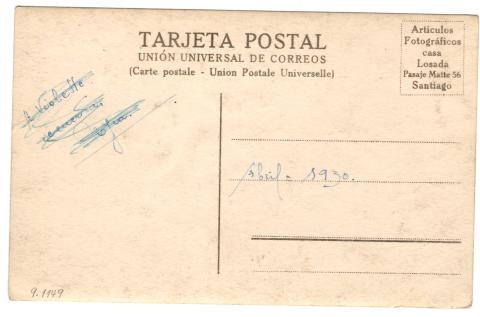 TARJETA POSTAL
UNIÓN UNIVERSAL DE CORREOS
(Carte postale - Union Postale Universelle)
Articulos
Fotográficos
casa
Losada
Pasaje Matte 56
Santiago
Abril - 1930.
9.1149